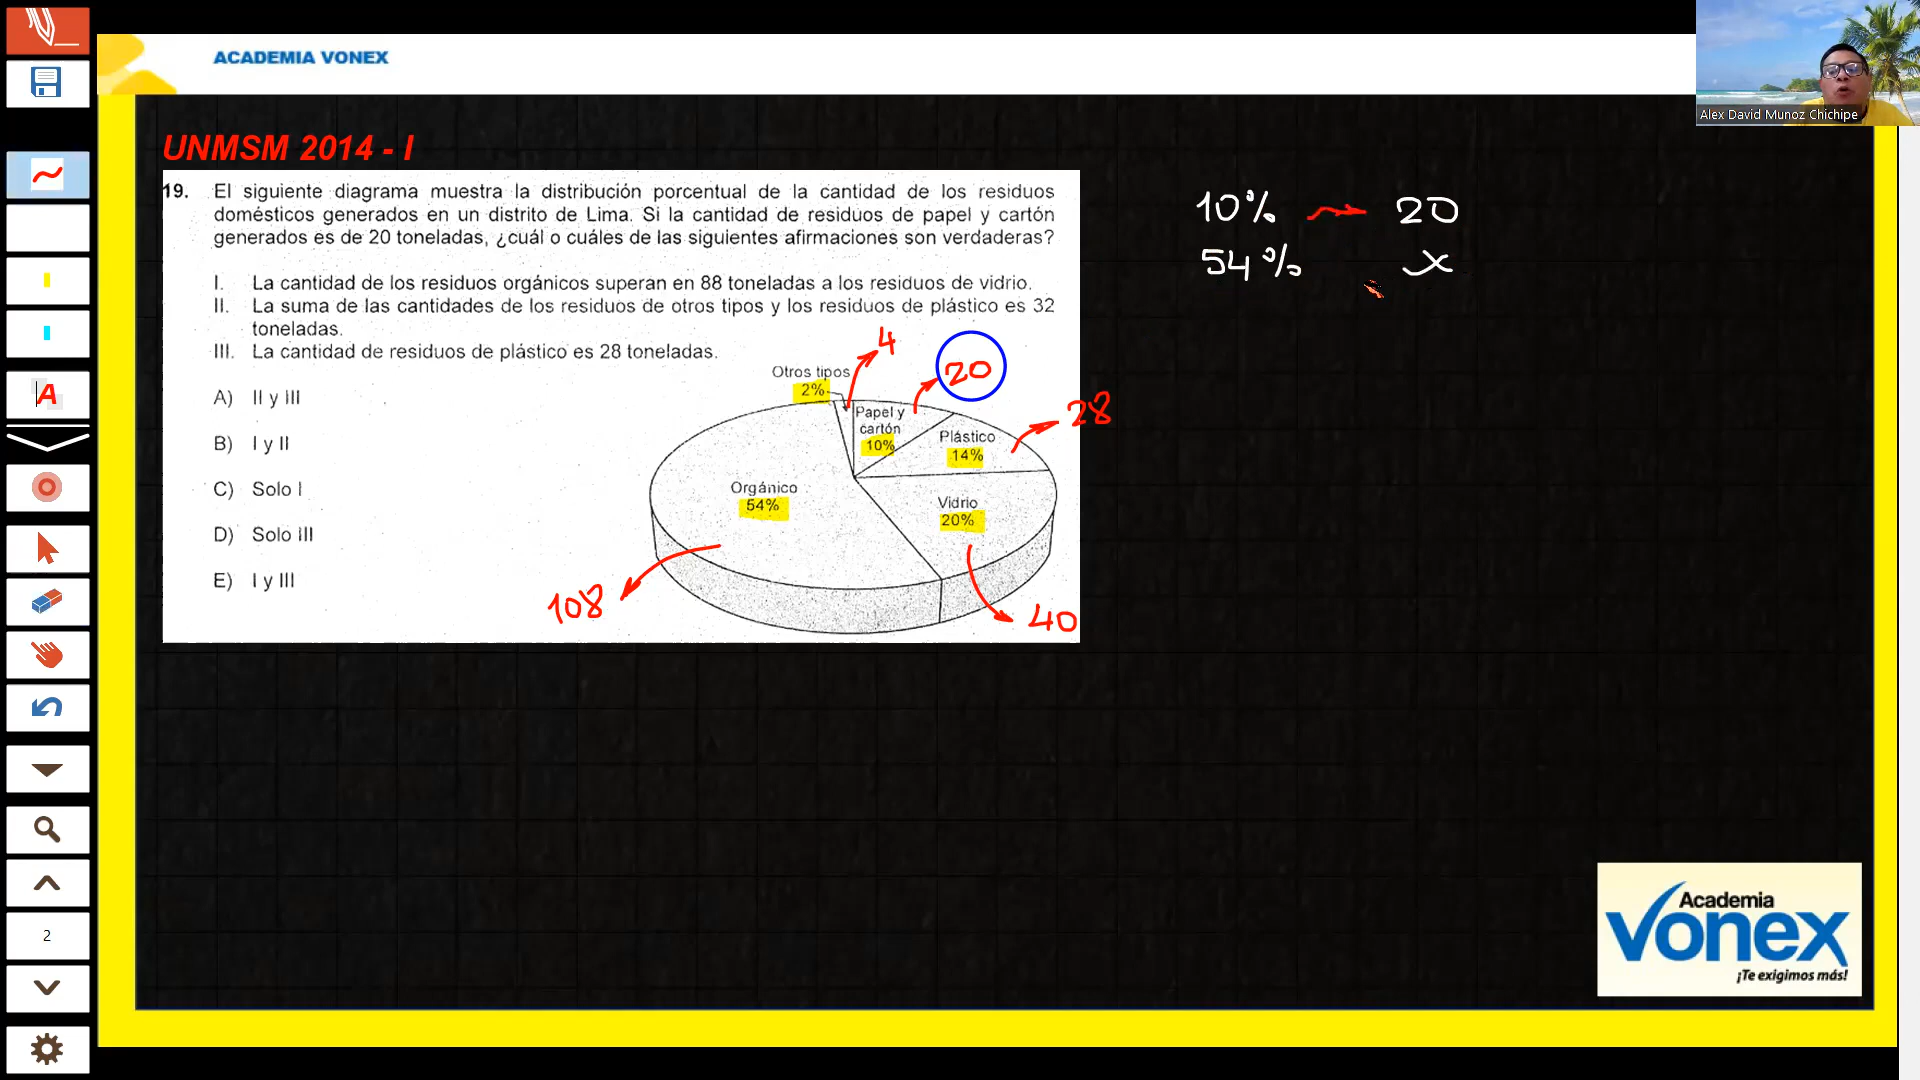 ACADEMIA VONEX
Alex David Munoz Chichipe
UNMSM 2014 - I
19. El siguiente diagrama muestra la distribución porcentual de la cantidad de los residuos
domésticos generados en un distrito de Lima. Si la cantidad de residuos de papel y cartón
generados es de 20 toneladas, ¿cuál o cuáles de las siguientes afirmaciones son verdaderas?
I. La cantidad de los residuos orgánicos superan en 88 toneladas a los residuos de vidrio.
II. La suma de las cantidades de los residuos de otros tipos y los residuos de plástico es 32
toneladas.
III. La cantidad de residuos de plástico es 28 toneladas.
A) II y III
B) I y II
C) Solo I
D) Solo III
E) I y III
Otros tipos
2%
Papel y
cartón
10%
Plástico
14%
Orgánico
54%
Vidrio
20%
4
20
28
108
40
10% 20
54% x
A
2
Academia
vonex
¡Te exigimos más!